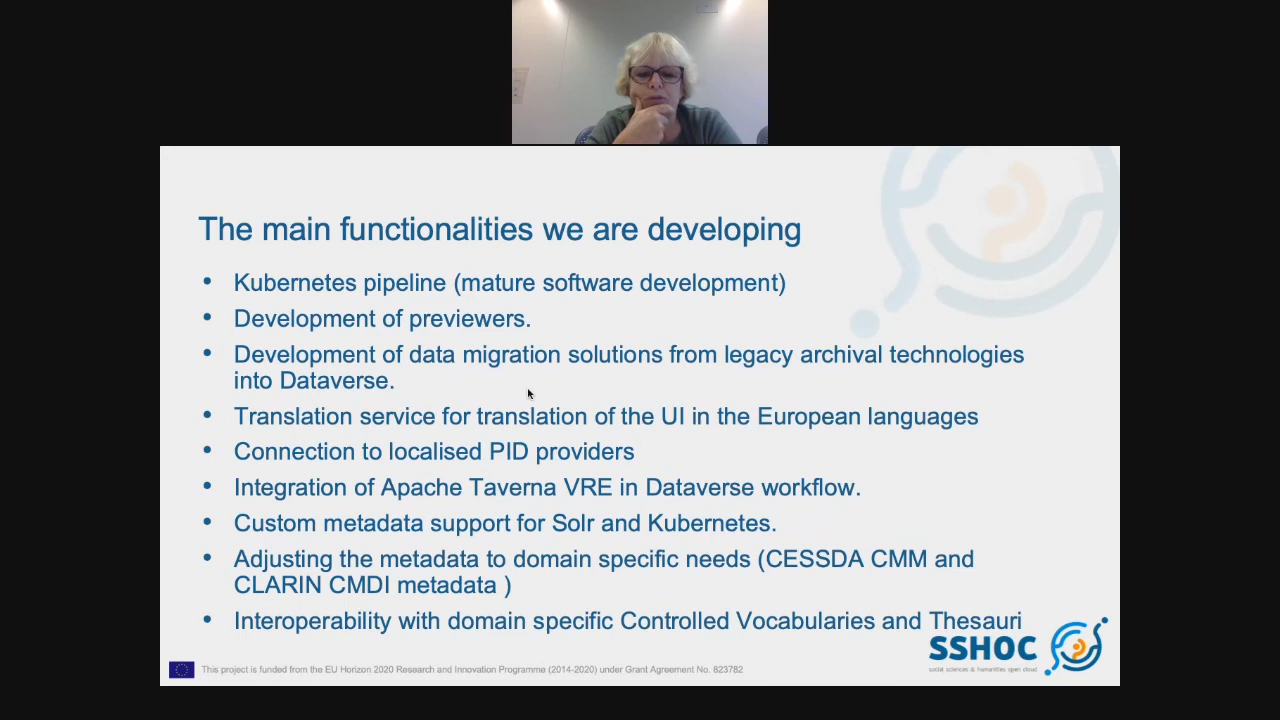 The main functionalities we are developing
• Kubernetes pipeline (mature software development)
• Development of previewers.
• Development of data migration solutions from legacy archival technologies
into Dataverse.
• Translation service for translation of the UI in the European languages
• Connection to localised PID providers
• Integration of Apache Taverna VRE in Dataverse workflow.
• Custom metadata support for Solr and Kubernetes.
• Adjusting the metadata to domain specific needs (CESSDA CMM and
CLARIN CMDI metadata )
• Interoperability with domain specific Controlled Vocabularies and Thesauri
SSHOC
social sciences & humanities open cloud
This project is funded from the EU Horizon 2020 Research and Innovation Programme (2014-2020) under Grant Agreement No. 823782